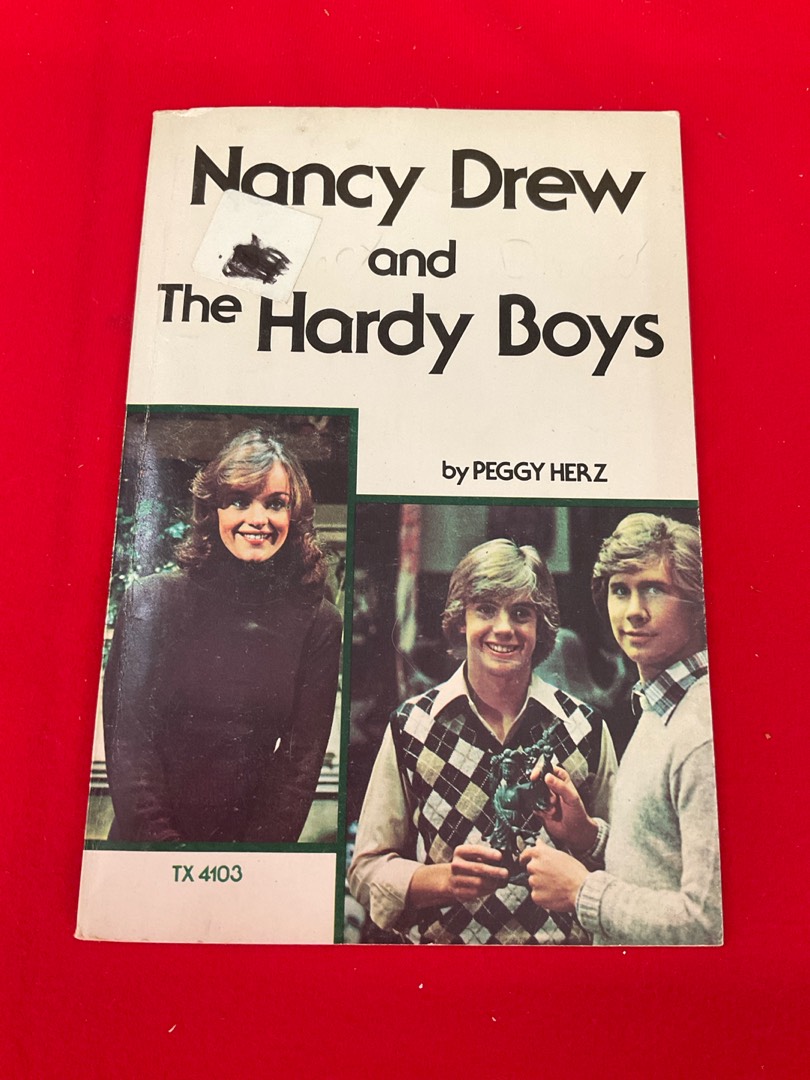 Nancy Drew
and
The Hardy Boys
by PEGGY HERZ
TX 4103